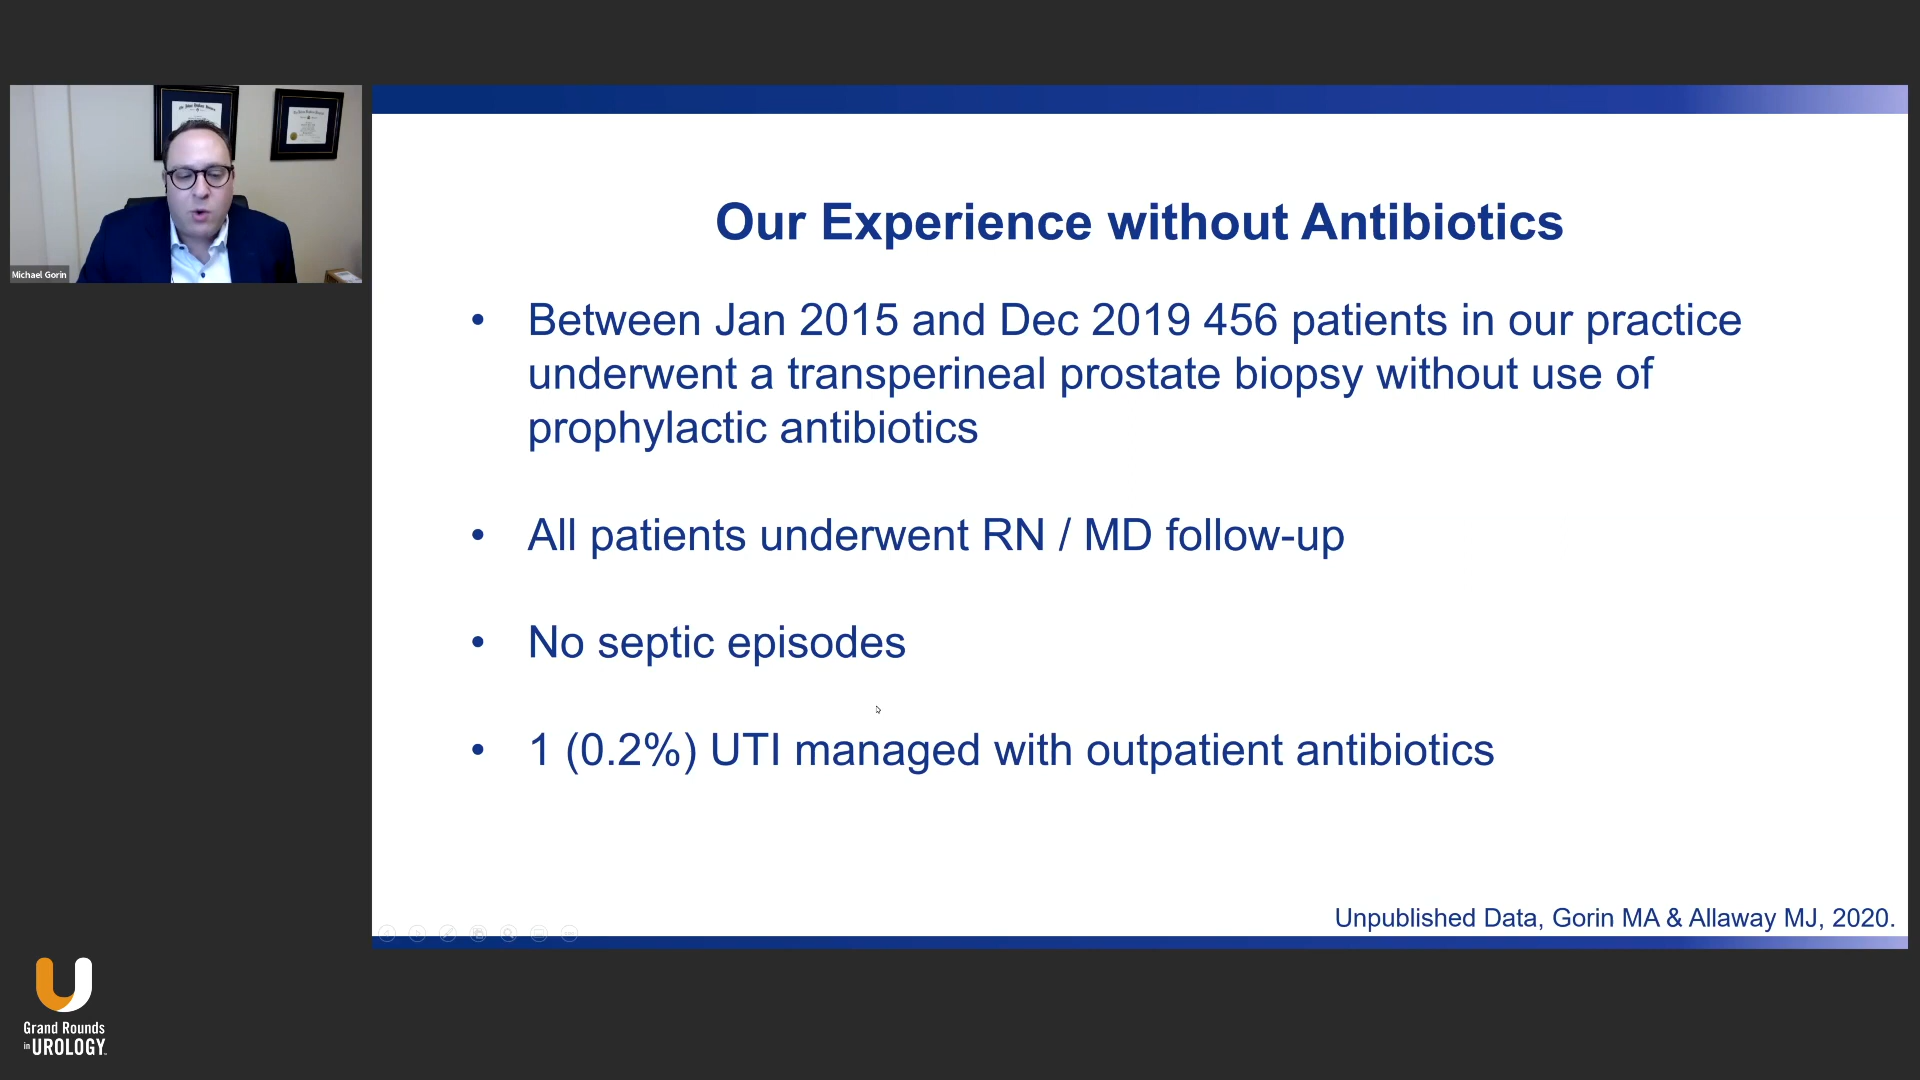 Michael Gorin
Our Experience without Antibiotics
• Between Jan 2015 and Dec 2019 456 patients in our practice
underwent a transperineal prostate biopsy without use of
prophylactic antibiotics
• All patients underwent RN / MD follow-up
• No septic episodes
• 1 (0.2%) UTI managed with outpatient antibiotics
Unpublished Data, Gorin MA & Allaway MJ, 2020.
Grand Rounds
in UROLOGY